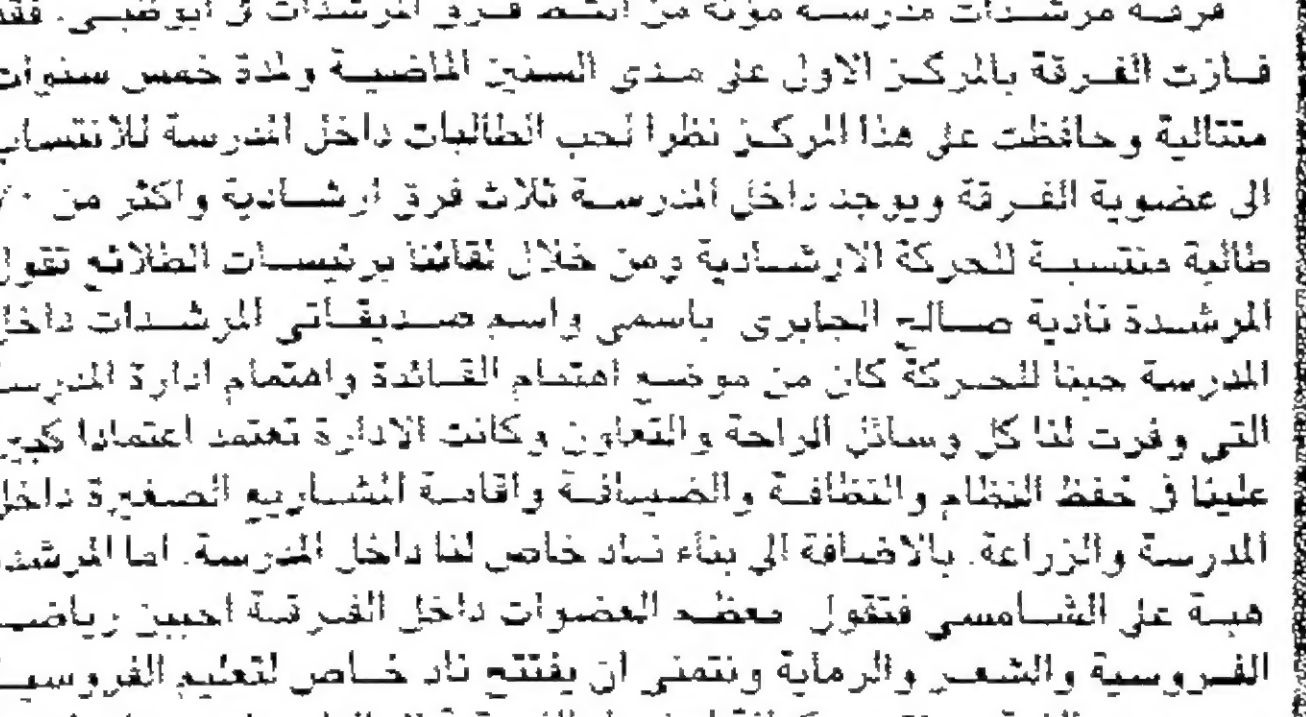 فرقة مرشدات مدرسة مؤتة من انشط فرق المرشدات في ابوظبي. فقد
فازت الفرقة بالمركز الاول على مدى السنين الماضية ولمدة خمس سنوات
متتالية وحافظت على هذا المركز نظرا لحب الطالبات داخل المدرسة للانتساب
الى عضوية الفرقة ويوجد داخل المدرسة ثلاث فرق ارشادية واكثر من
طالبة منتسبة للحركة الارشادية ومن خلال لقائنا برئيسات الطلائع تقول
المرشدة نادية صالح الجابري باسمي واسم صديقاتي المرشدات داخل
المدرسة حبنا للحركة كان من موضع اهتمام القائدة واهتمام ادارة المدرسة
التي وفرت لنا كل وسائل الراحة والتعاون وكانت الادارة تعتمد اعتمادا كبير
علينا في حفظ النظام والنظافة والضيافة واقامة المشاريع الصغيرة داخل
المدرسة والزراعة. بالاضافة الى بناء ناد خاص لنا داخل المدرسة. اما المرشدة
هبة علي الشامسي فتقول معظم العضوات داخل الفرقة احببن رياضة
الفروسية والشعر والرماية ونتمنى ان يفتتح ناد خاص لتعليم الفروسية